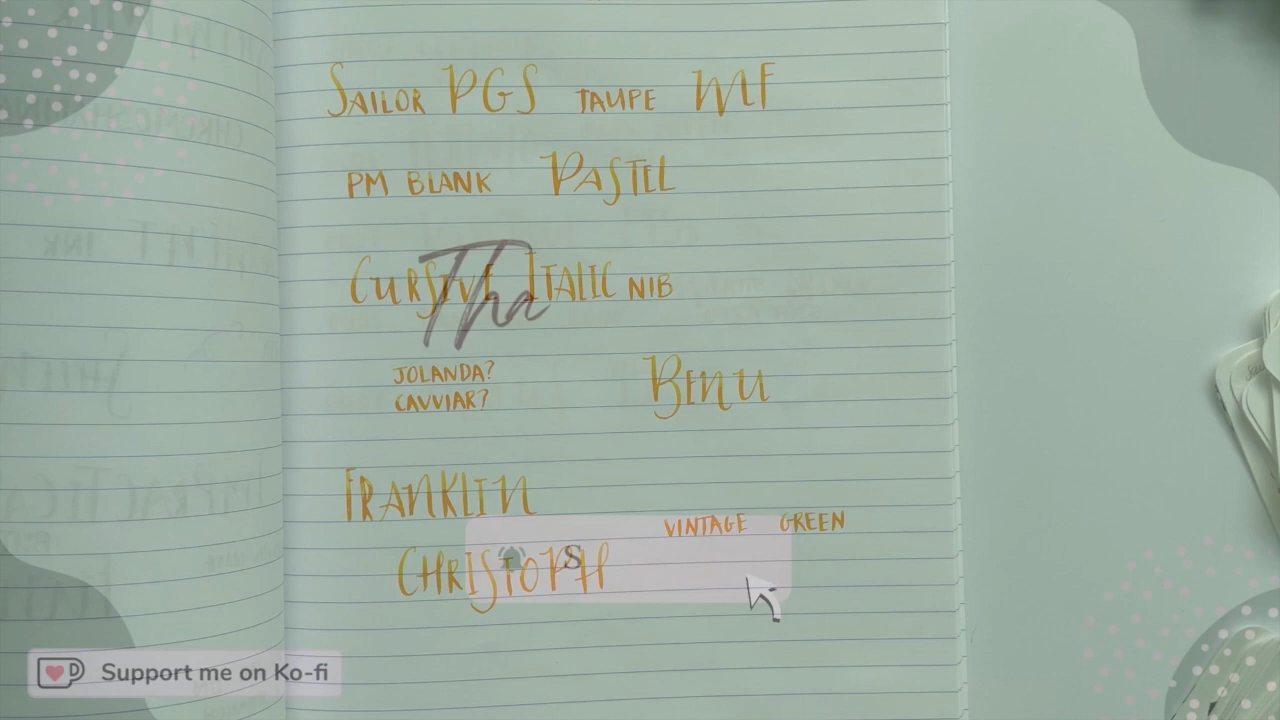 SAILOR PGS TAUPE MF
PM BLANK PASTEL
CURSIVE ITALIC NIB
Tha
JOLANDA?
CAVVIAR?
BENU
FRANKLIN
CHRISTOPH
VINTAGE GREEN
S
Support me on Ko-fi